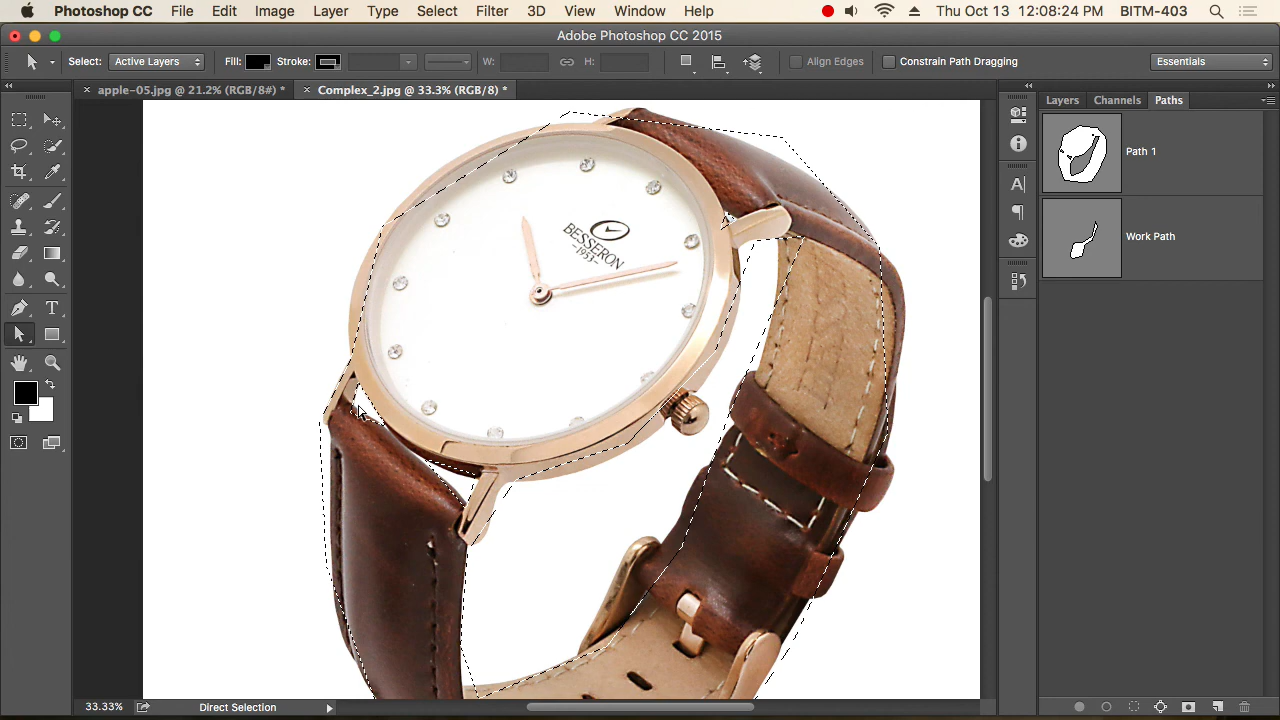 Photoshop CC File Edit Image Layer Type Select Filter 3D View Window Help Thu Oct 13 12:08:24 PM BITM-403
Adobe Photoshop CC 2015
Select: Active Layers Fill: Stroke: W: H: Align Edges Constrain Path Dragging Essentials
apple-05.jpg @ 21.2% (RGB/8#) * Complex_2.jpg @ 33.3% (RGB/8) *
Layers Channels Paths
Path 1
Work Path
BESSERON
-1953-
33.33% Direct Selection